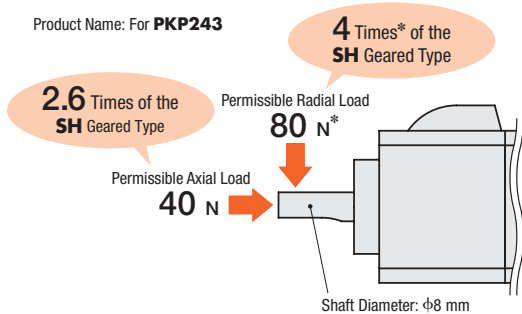 Product Name: For PKP243
4 Times* of the
SH Geared Type
2.6 Times of the
SH Geared Type
Permissible Radial Load
80 N*
Permissible Axial Load
40 N
Shaft Diameter: ϕ8 mm